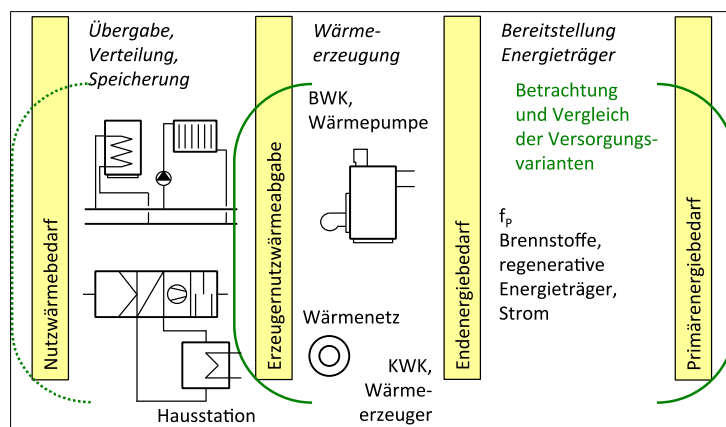 Übergabe,
Verteilung,
Speicherung
Wärme-
erzeugung
Bereitstellung
Energieträger
BWK,
Wärmepumpe
Betrachtung
und Vergleich
der Versorgungs-
varianten
Nutzwärmebedarf
Erzeugernutzwärmeabgabe
Endenergiebedarf
Primärenergiebedarf
fP
Brennstoffe,
regenerative
Energieträger,
Strom
Wärmenetz
KWK,
Wärme-
erzeuger
Hausstation